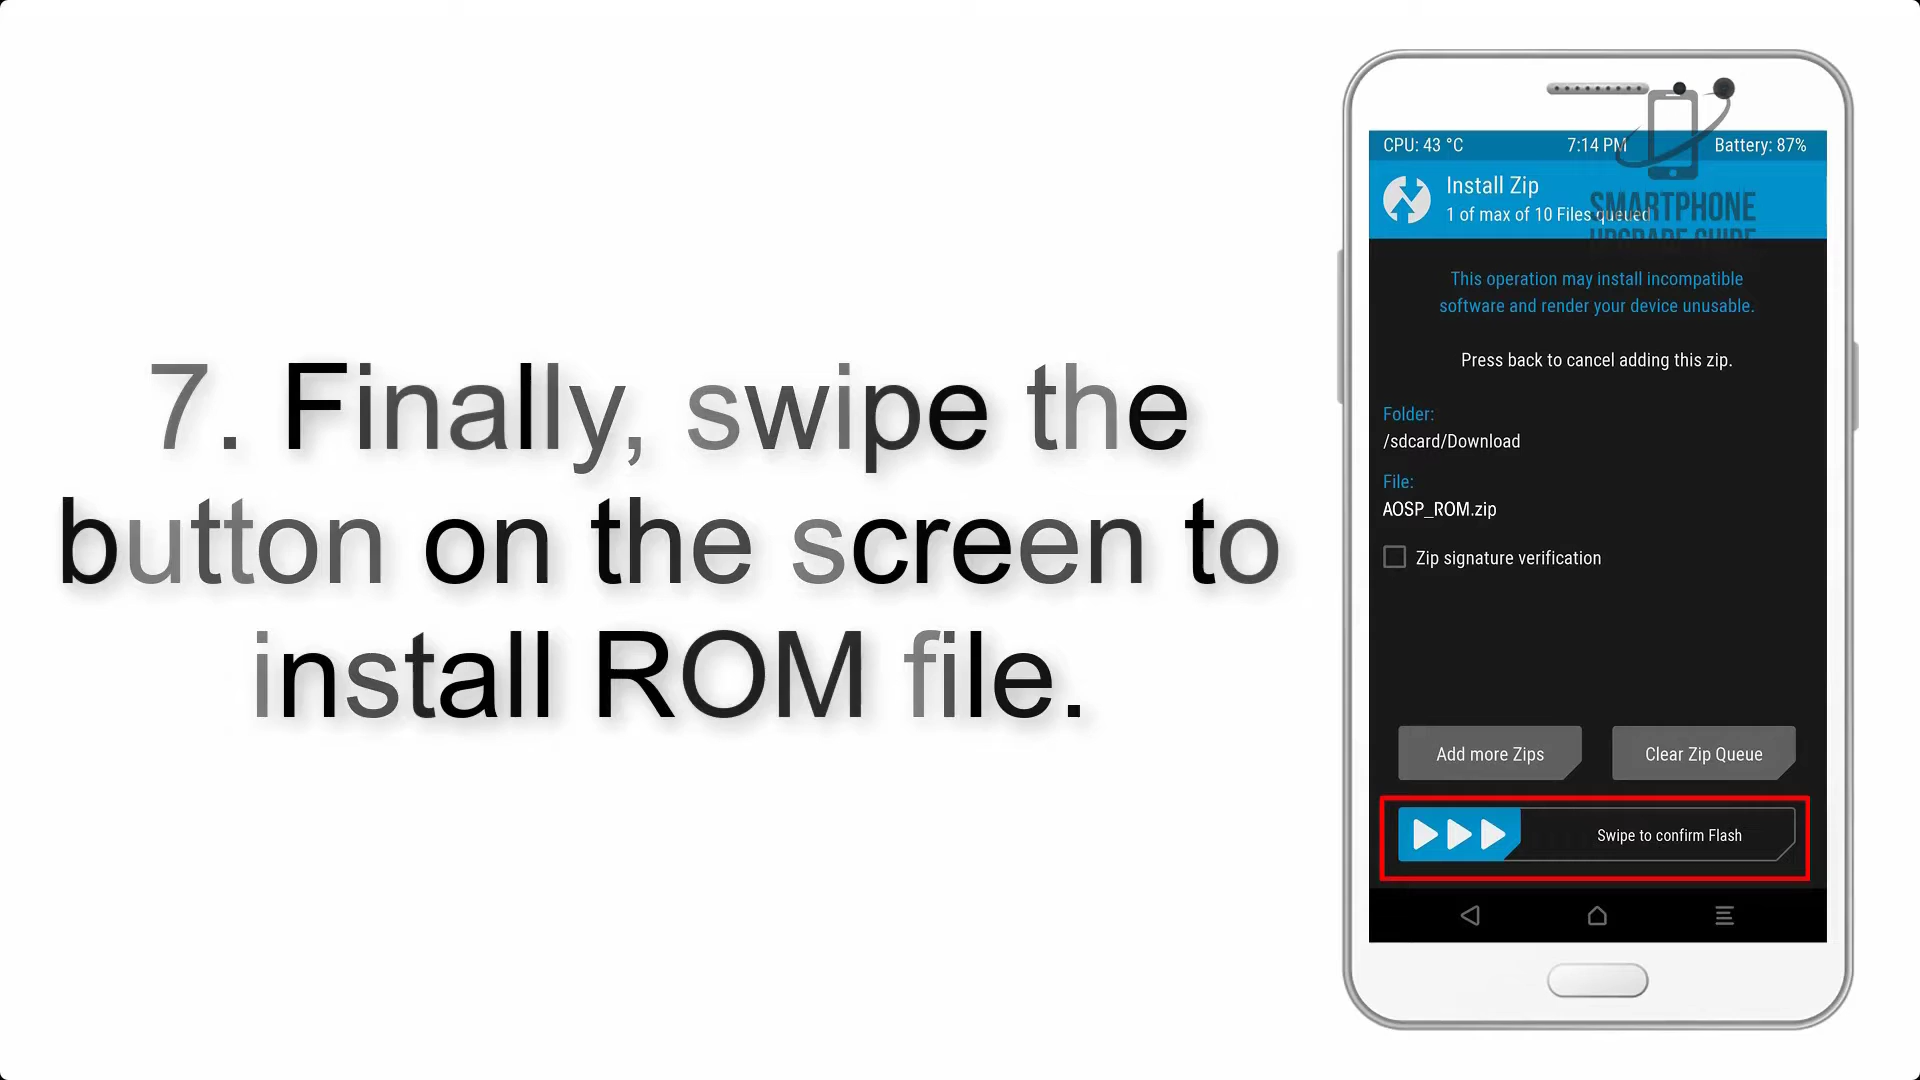 7. Finally, swipe the
button on the screen to
install ROM file.
CPU: 43 °C 7:14 PM Battery: 87%
Install Zip
1 of max of 10 Files queued
SMARTPHONE
UPGRADE GUIDE
This operation may install incompatible
software and render your device unusable.
Press back to cancel adding this zip.
Folder:
/sdcard/Download
File:
AOSP_ROM.zip
Zip signature verification
Add more Zips Clear Zip Queue
Swipe to confirm Flash